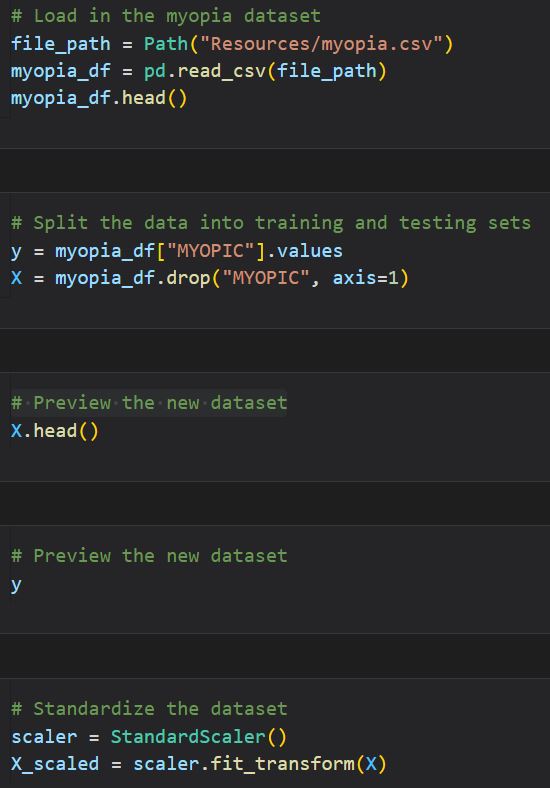 # Load in the myopia dataset
file_path = Path("Resources/myopia.csv")
myopia_df = pd.read_csv(file_path)
myopia_df.head()
# Split the data into training and testing sets
y = myopia_df["MYOPIC"].values
X = myopia_df.drop("MYOPIC", axis=1)
# Preview the new dataset
X.head()
# Preview the new dataset
y
# Standardize the dataset
scaler = StandardScaler()
X_scaled = scaler.fit_transform(X)